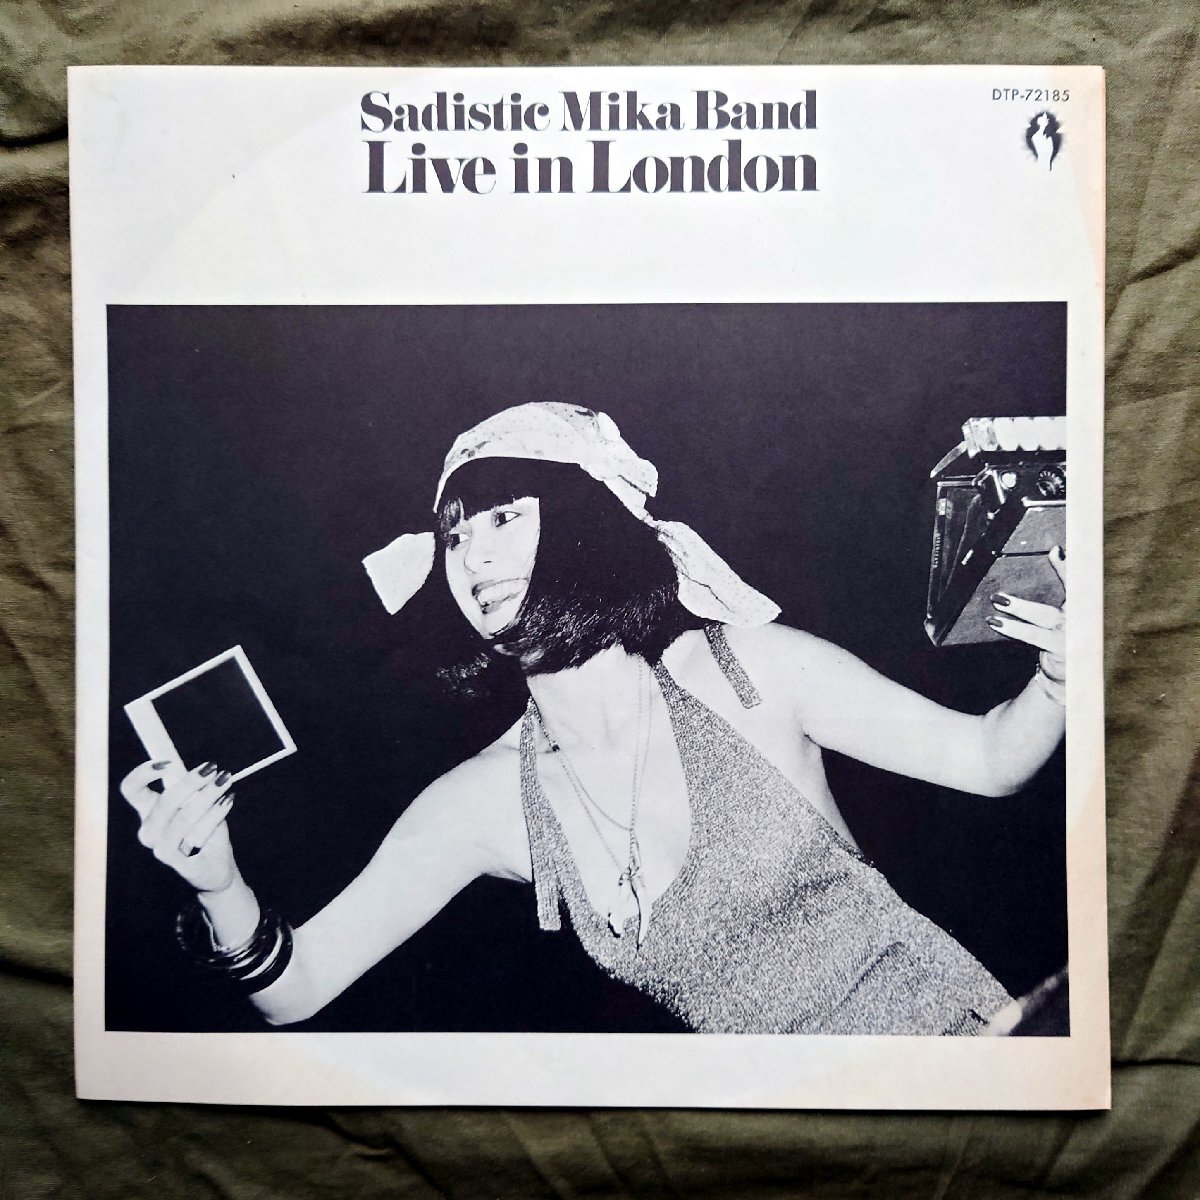 Sadistic Mika Band
Live in London
DTP-72185